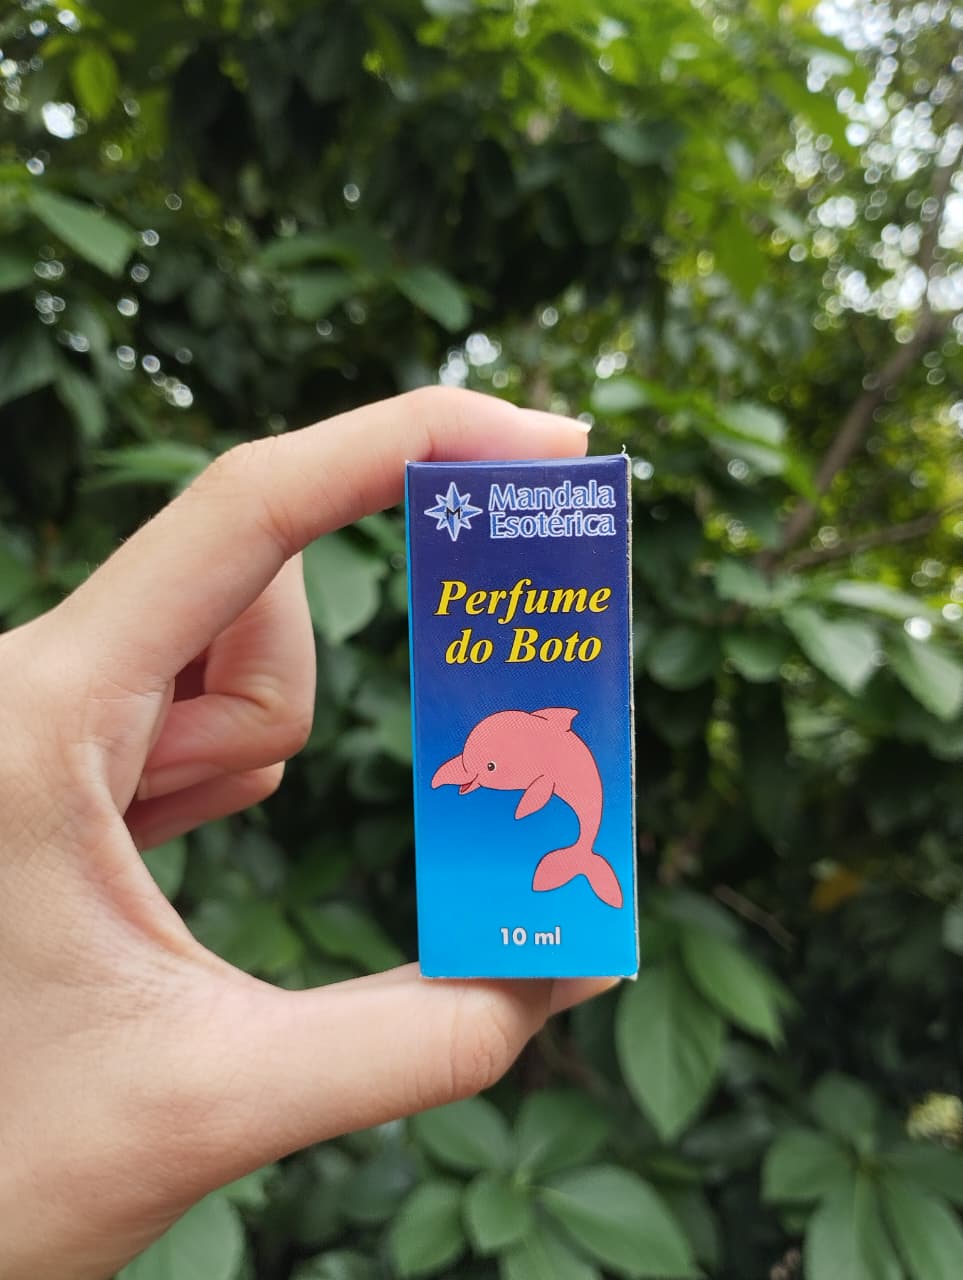 M
Mandala
Esotérica
Perfume
do Boto
10 ml